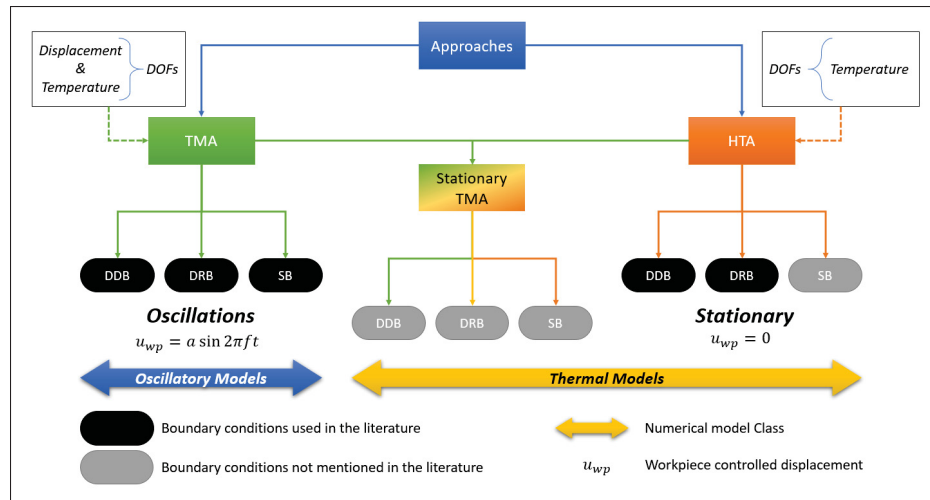 Approaches
Displacement
&
Temperature
DOFs
DOFs
Temperature
TMA
HTA
Stationary
TMA
DDB
DRB
SB
DDB
DRB
SB
DDB
DRB
SB
Oscillations
u_wp = a sin 2πft
Stationary
u_wp = 0
Oscillatory Models
Thermal Models
Boundary conditions used in the literature
Numerical model Class
Boundary conditions not mentioned in the literature
u_wp Workpiece controlled displacement